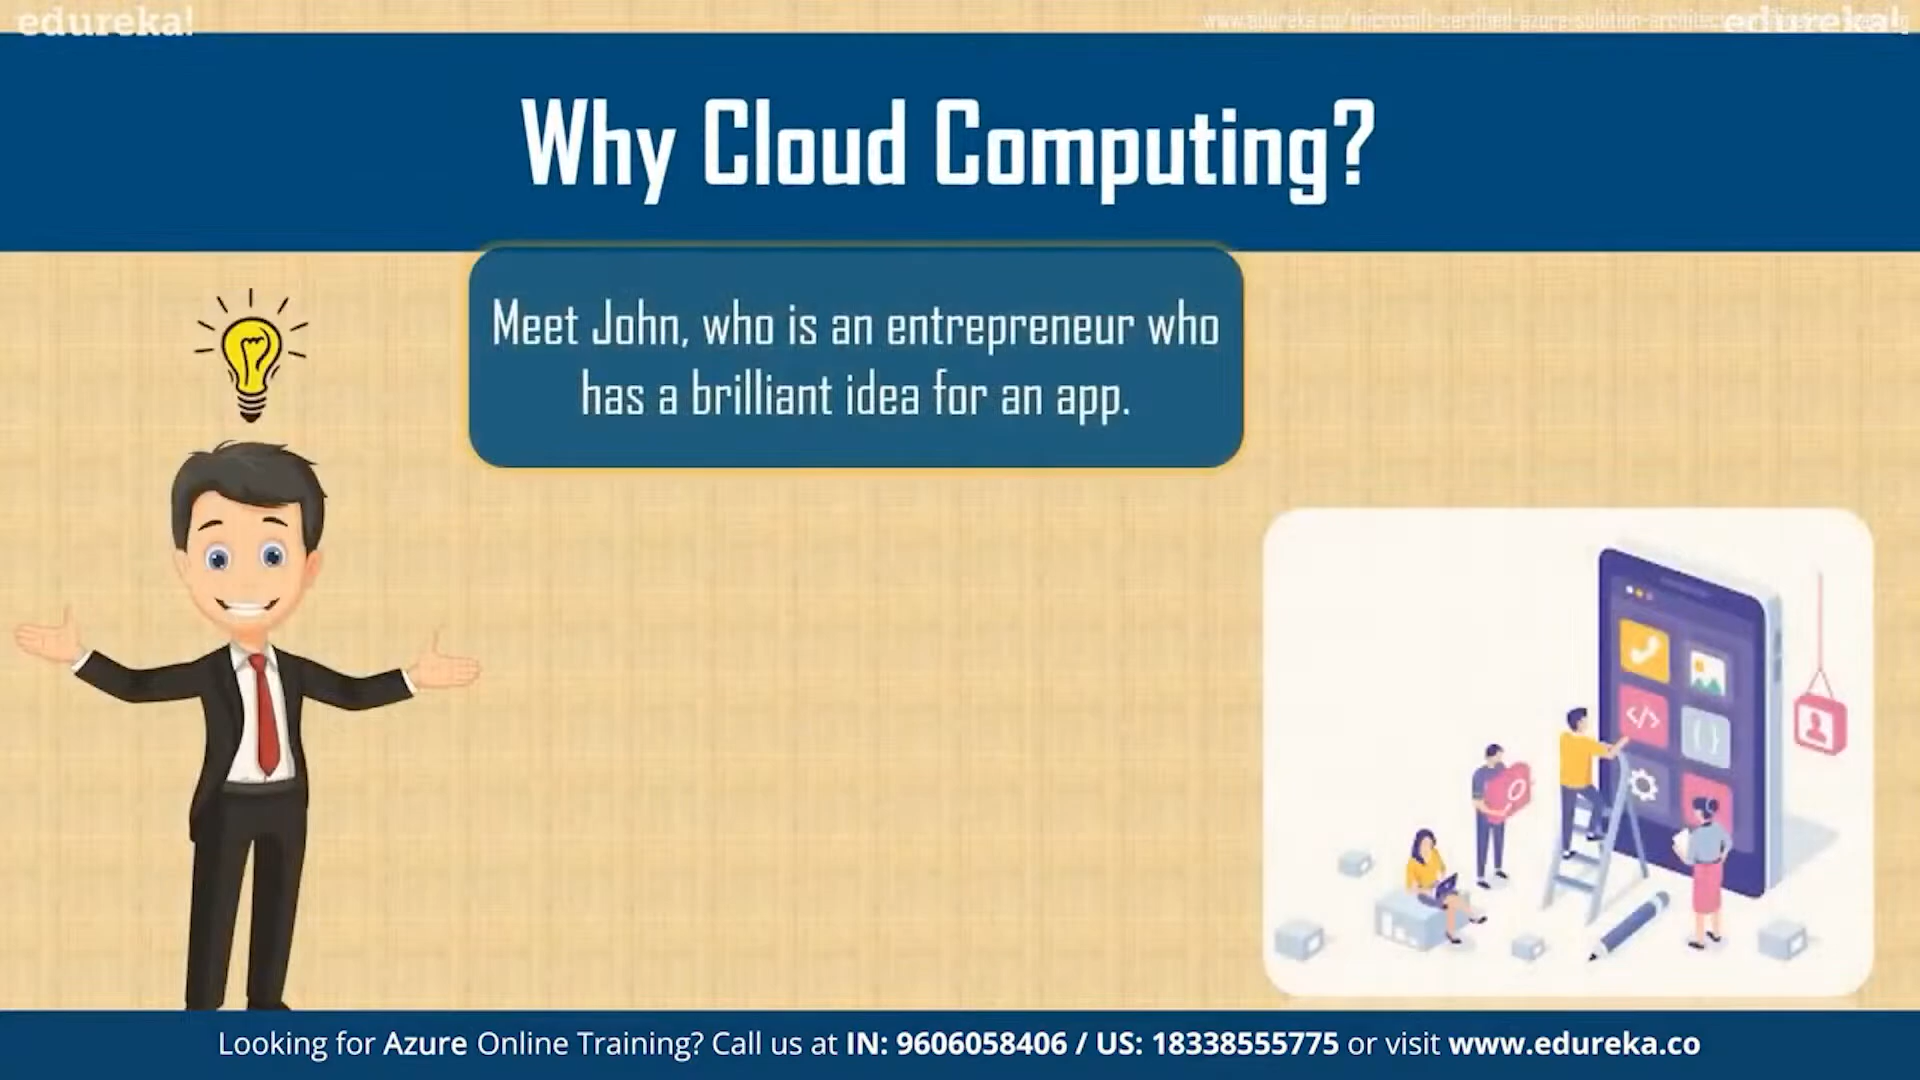 edureka!
edureka!
Why Cloud Computing?
Meet John, who is an entrepreneur who
has a brilliant idea for an app.
Looking for Azure Online Training? Call us at IN: 9606058406 / US: 18338555775 or visit www.edureka.co